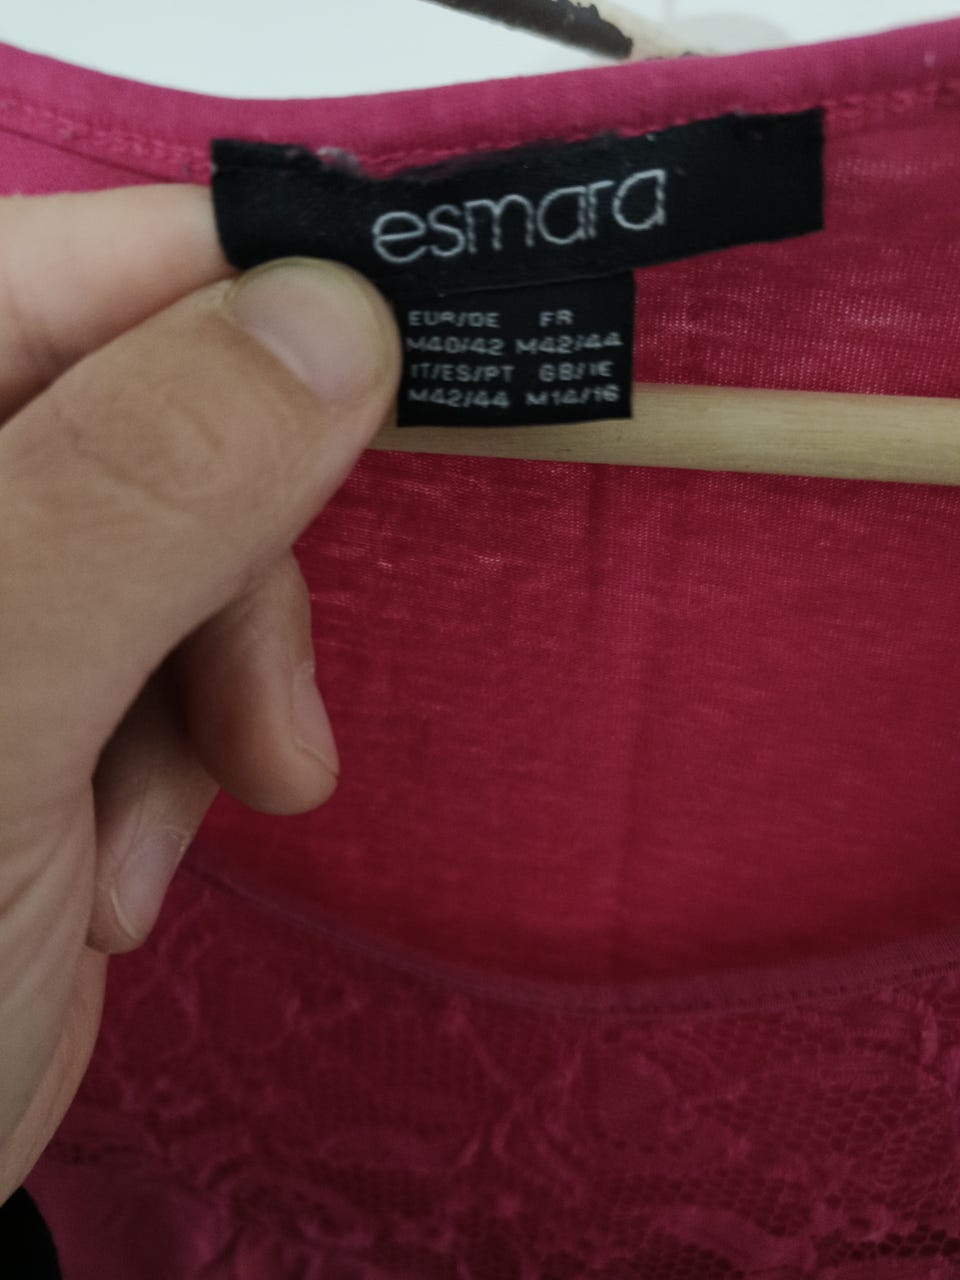 esmara
EUR/DE FR
M40/42 M42/44
IT/ES/PT GB/IE
M42/44 M14/16